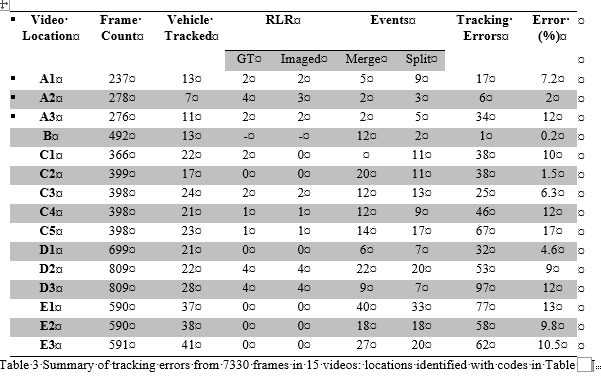 Video Frame Vehicle RLR Events Tracking Error
Location Count Tracked Errors (%)
GT Imaged Merge Split
A1 237 13 2 2 5 9 17 7.2
A2 278 7 4 3 2 3 6 2
A3 276 11 2 2 2 5 34 12
B 492 13 - - 12 2 1 0.2
C1 366 22 2 0 11 38 10
C2 399 17 0 0 20 11 38 1.5
C3 398 24 2 2 12 13 25 6.3
C4 398 21 1 1 12 9 46 12
C5 398 23 1 1 14 17 67 17
D1 699 21 0 0 6 7 32 4.6
D2 809 22 4 4 22 20 53 9
D3 809 28 4 4 9 7 97 12
E1 590 37 0 0 40 33 77 13
E2 590 38 0 0 18 18 58 9.8
E3 591 41 0 0 27 20 62 10.5
Table 3 Summary of tracking errors from 7330 frames in 15 videos: locations identified with codes in Table